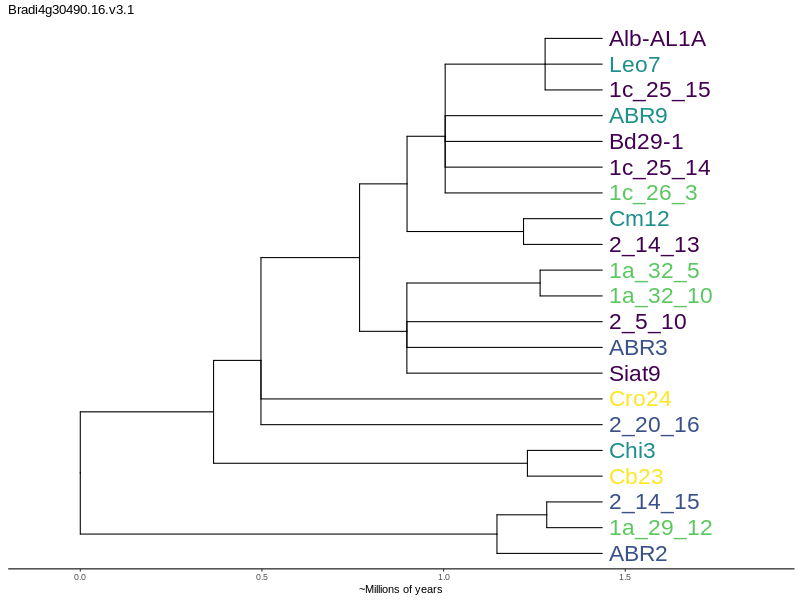 Bradi4g30490.16.v3.1
Alb-AL1A
Leo7
1c_25_15
ABR9
Bd29-1
1c_25_14
1c_26_3
Cm12
2_14_13
1a_32_5
1a_32_10
2_5_10
ABR3
Siat9
Cro24
2_20_16
Chi3
Cb23
2_14_15
1a_29_12
ABR2
0.0 0.5 1.0 1.5
~Millions of years